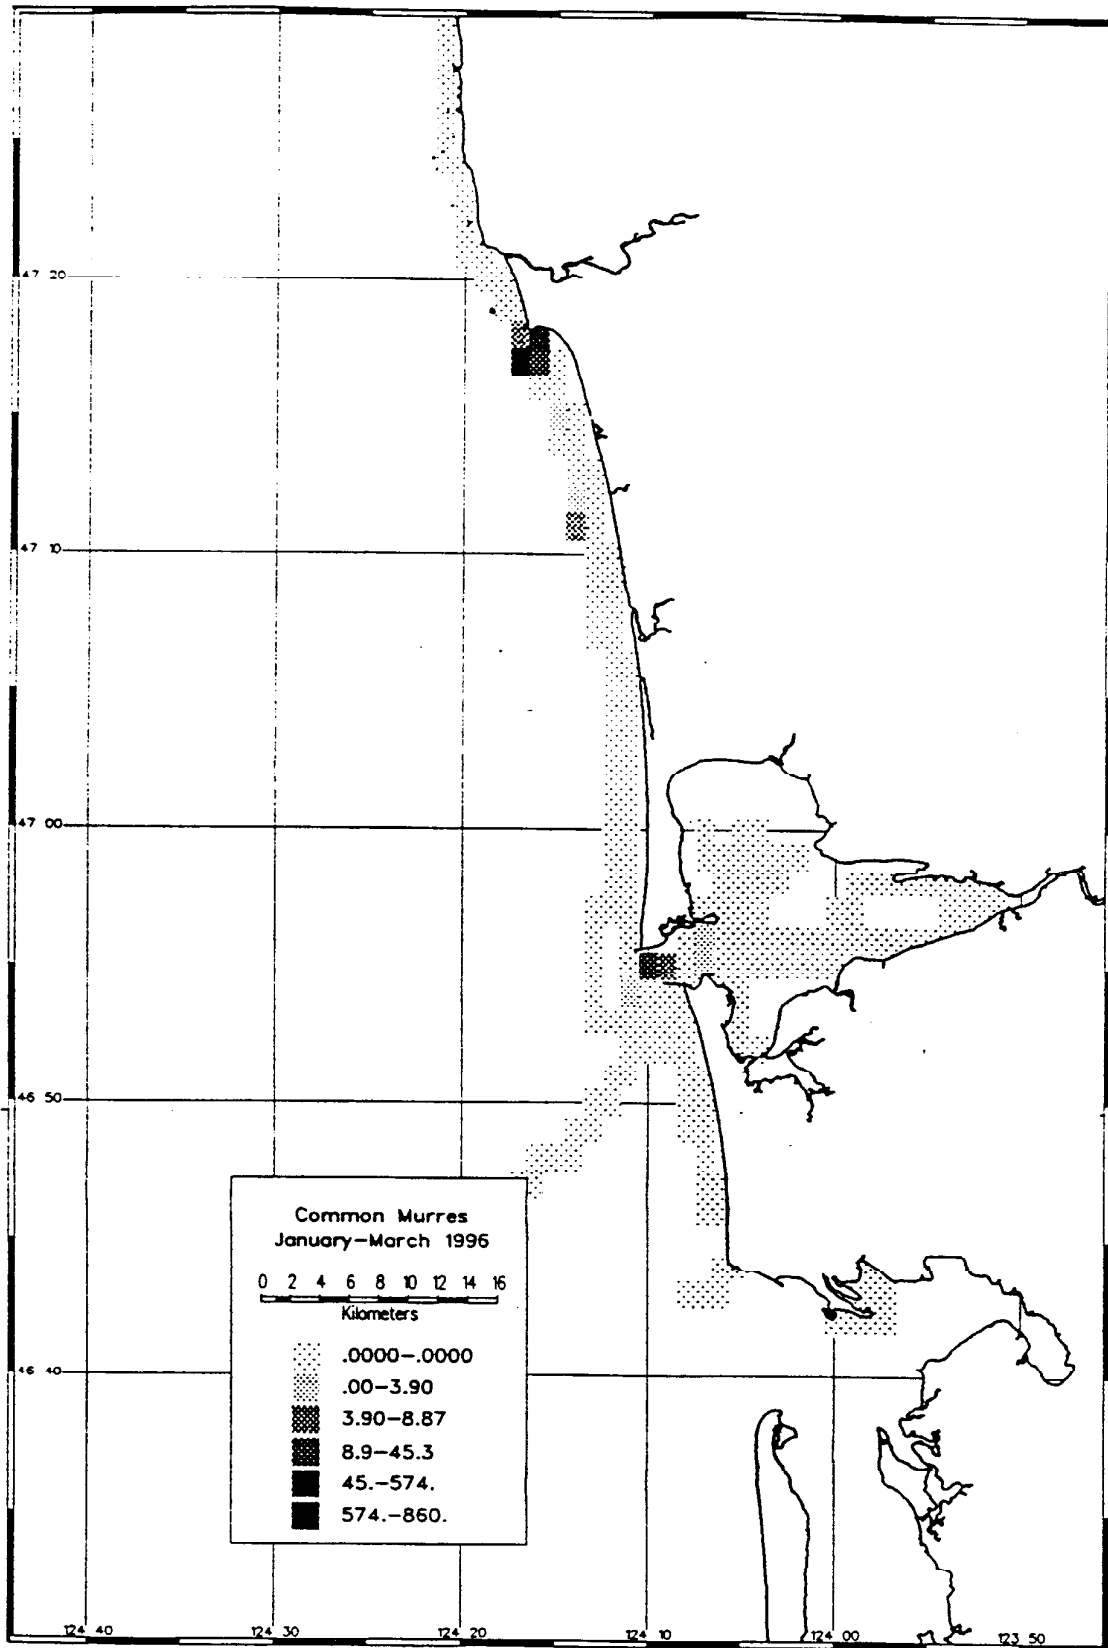 47 20
47 10
47 00
46 50
Common Murres
January-March 1996
0 2 4 6 8 10 12 14 16
Kilometers
.0000-.0000
.00-3.90
3.90-8.87
8.9-45.3
45.-574.
574.-860.
46 40
124 40 124 30 124 20 124 10 124 00 123 50